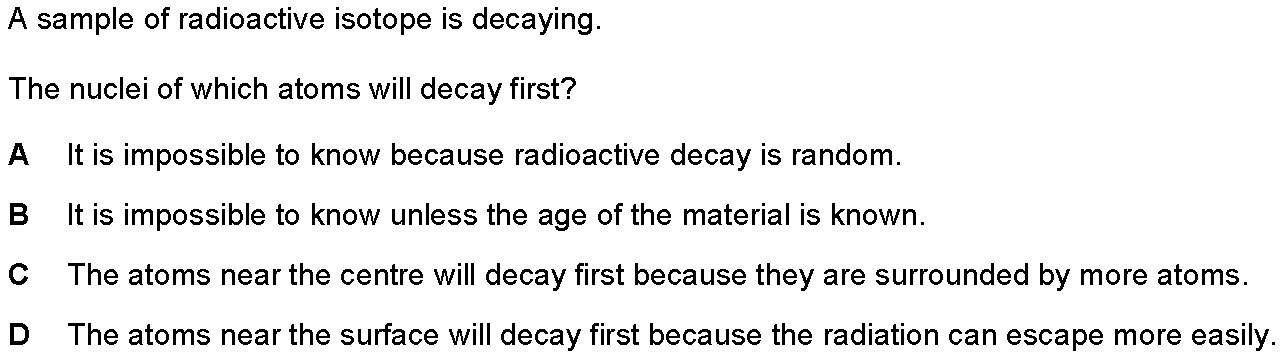 A sample of radioactive isotope is decaying.
The nuclei of which atoms will decay first?
A It is impossible to know because radioactive decay is random.
B It is impossible to know unless the age of the material is known.
C The atoms near the centre will decay first because they are surrounded by more atoms.
D The atoms near the surface will decay first because the radiation can escape more easily.